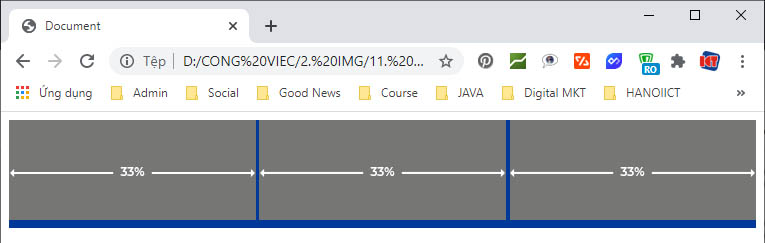 Document
Tệp D:/CONG%20VIEC/2.%20IMG/11.%20...
RO
Ứng dụng Admin Social Good News Course JAVA Digital MKT HANOIICT »
33% 33% 33%